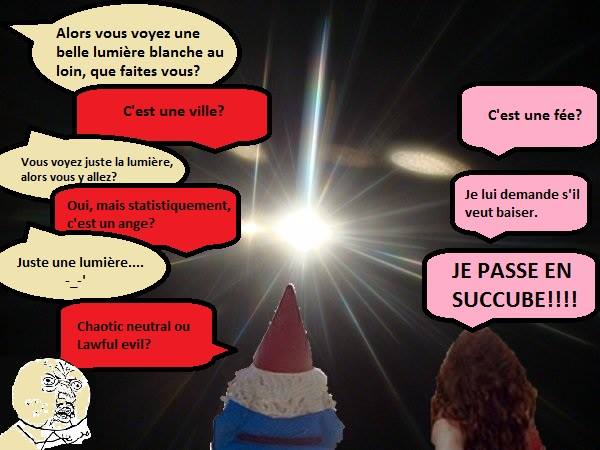 Alors vous voyez une
belle lumière blanche au
loin, que faites vous?
C'est une ville?
C'est une fée?
Vous voyez juste la lumière,
alors vous y allez?
Oui, mais statistiquement,
c'est un ange?
Je lui demande s'il
veut baiser.
Juste une lumière....
-_-'
JE PASSE EN
SUCCUBE!!!!
Chaotic neutral ou
Lawful evil?